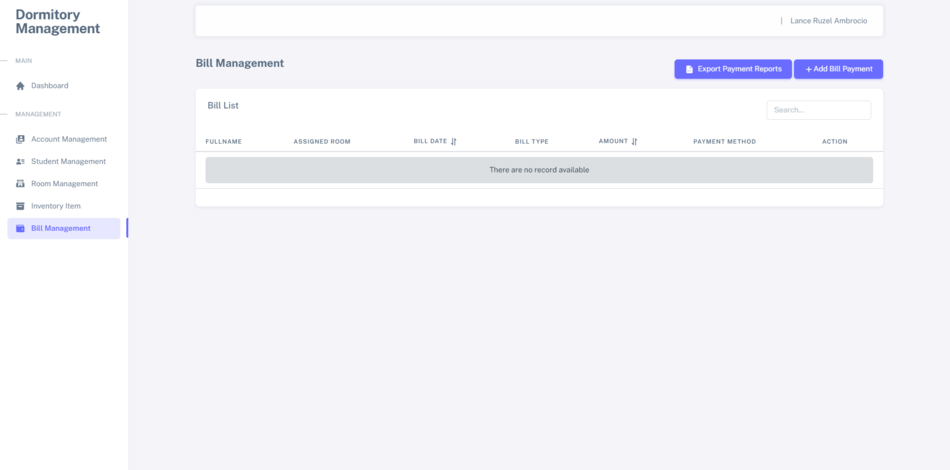 Dormitory
Management
MAIN
Dashboard
MANAGEMENT
Account Management
Student Management
Room Management
Inventory Item
Bill Management
| Lance Ruzel Ambrocio
Bill Management
Export Payment Reports
+ Add Bill Payment
Bill List
Search...
FULLNAME ASSIGNED ROOM BILL DATE BILL TYPE AMOUNT PAYMENT METHOD ACTION
There are no record available